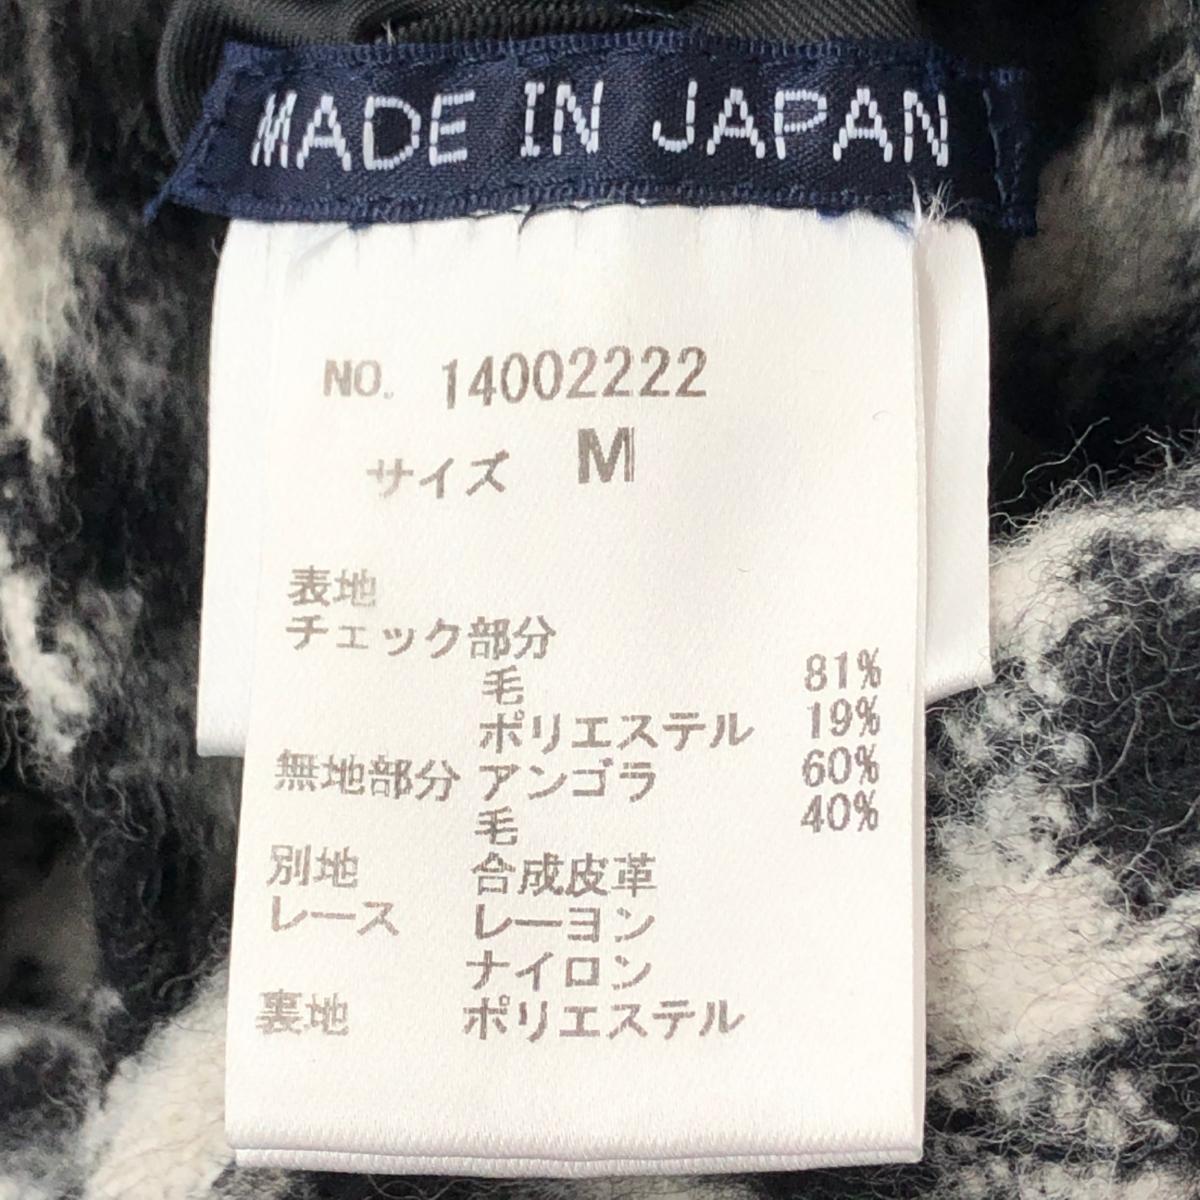 MADE IN JAPAN
NO. 14002222
サイズ M
表地
チェック部分
毛 81%
ポリエステル 19%
無地部分 アンゴラ 60%
毛 40%
別地 合成皮革
レース レーヨン
ナイロン
裏地 ポリエステル